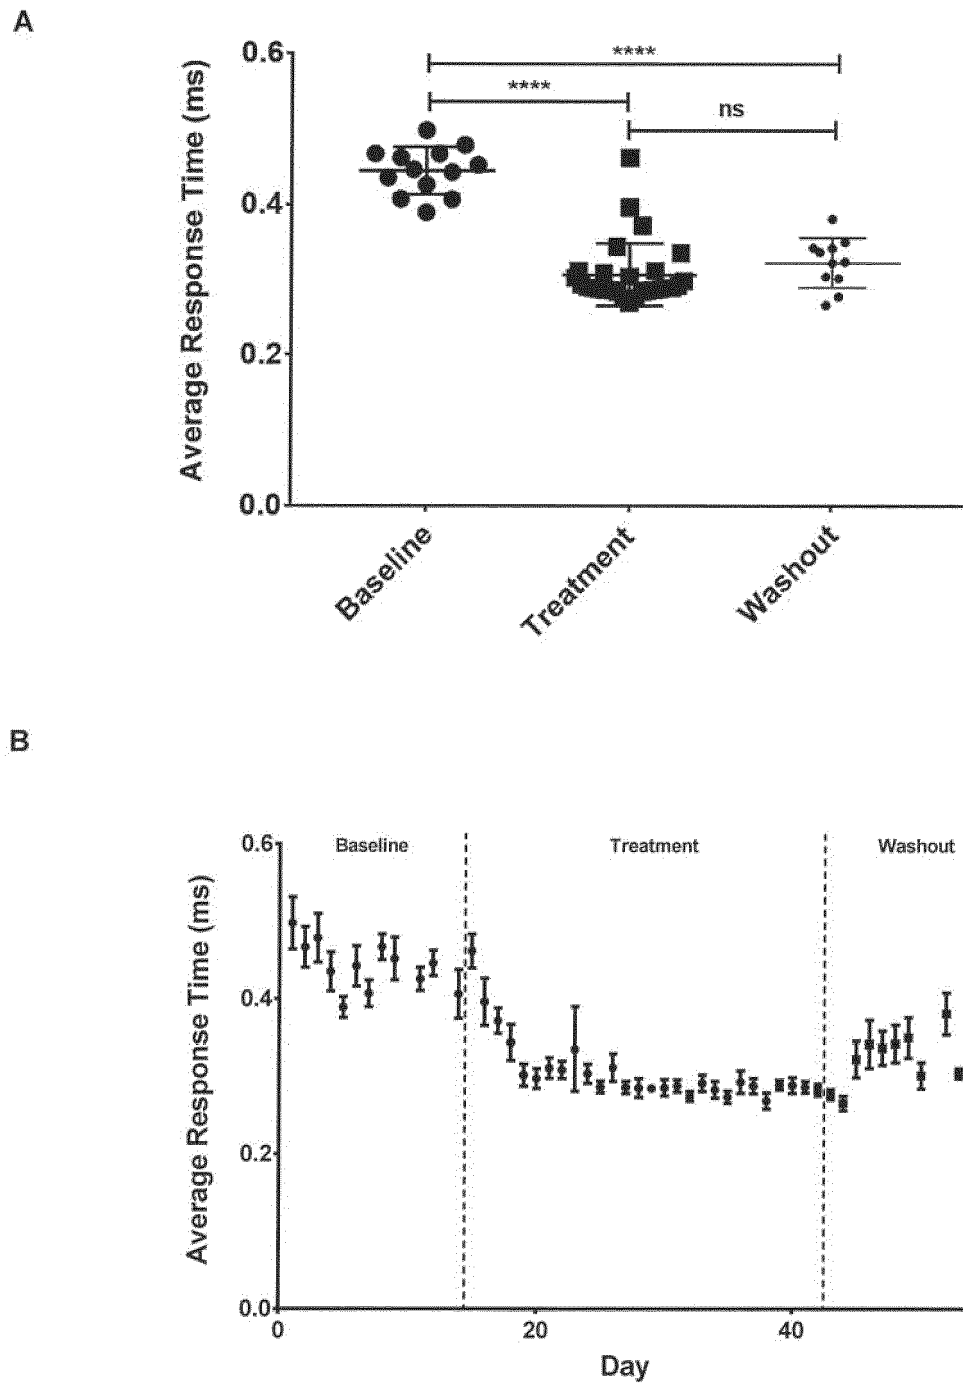 A
0.6
****
****
ns
0.4
0.2
0.0
Average Response Time (ms)
Baseline
Treatment
Washout
B
0.6
Baseline
Treatment
Washout
0.4
0.2
0.0
Average Response Time (ms)
0
20
40
Day